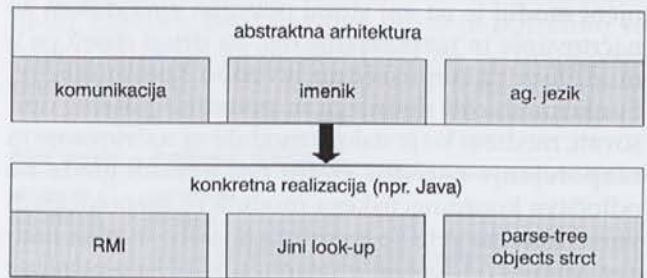 abstraktna arhitektura
komunikacija
imenik
ag. jezik
konkretna realizacija (npr. Java)
RMI
Jini look-up
parse-tree
objects strct